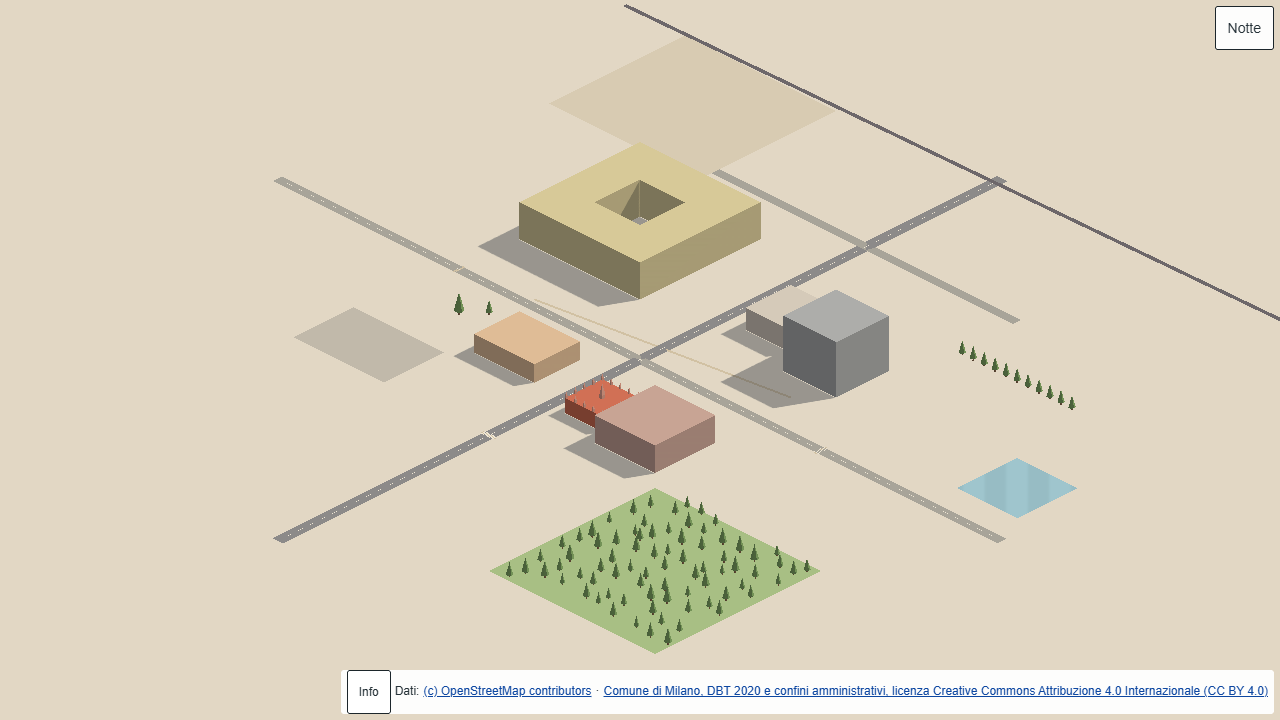 Notte
Info Dati: (c) OpenStreetMap contributors · Comune di Milano, DBT 2020 e confini amministrativi, licenza Creative Commons Attribuzione 4.0 Internazionale (CC BY 4.0)